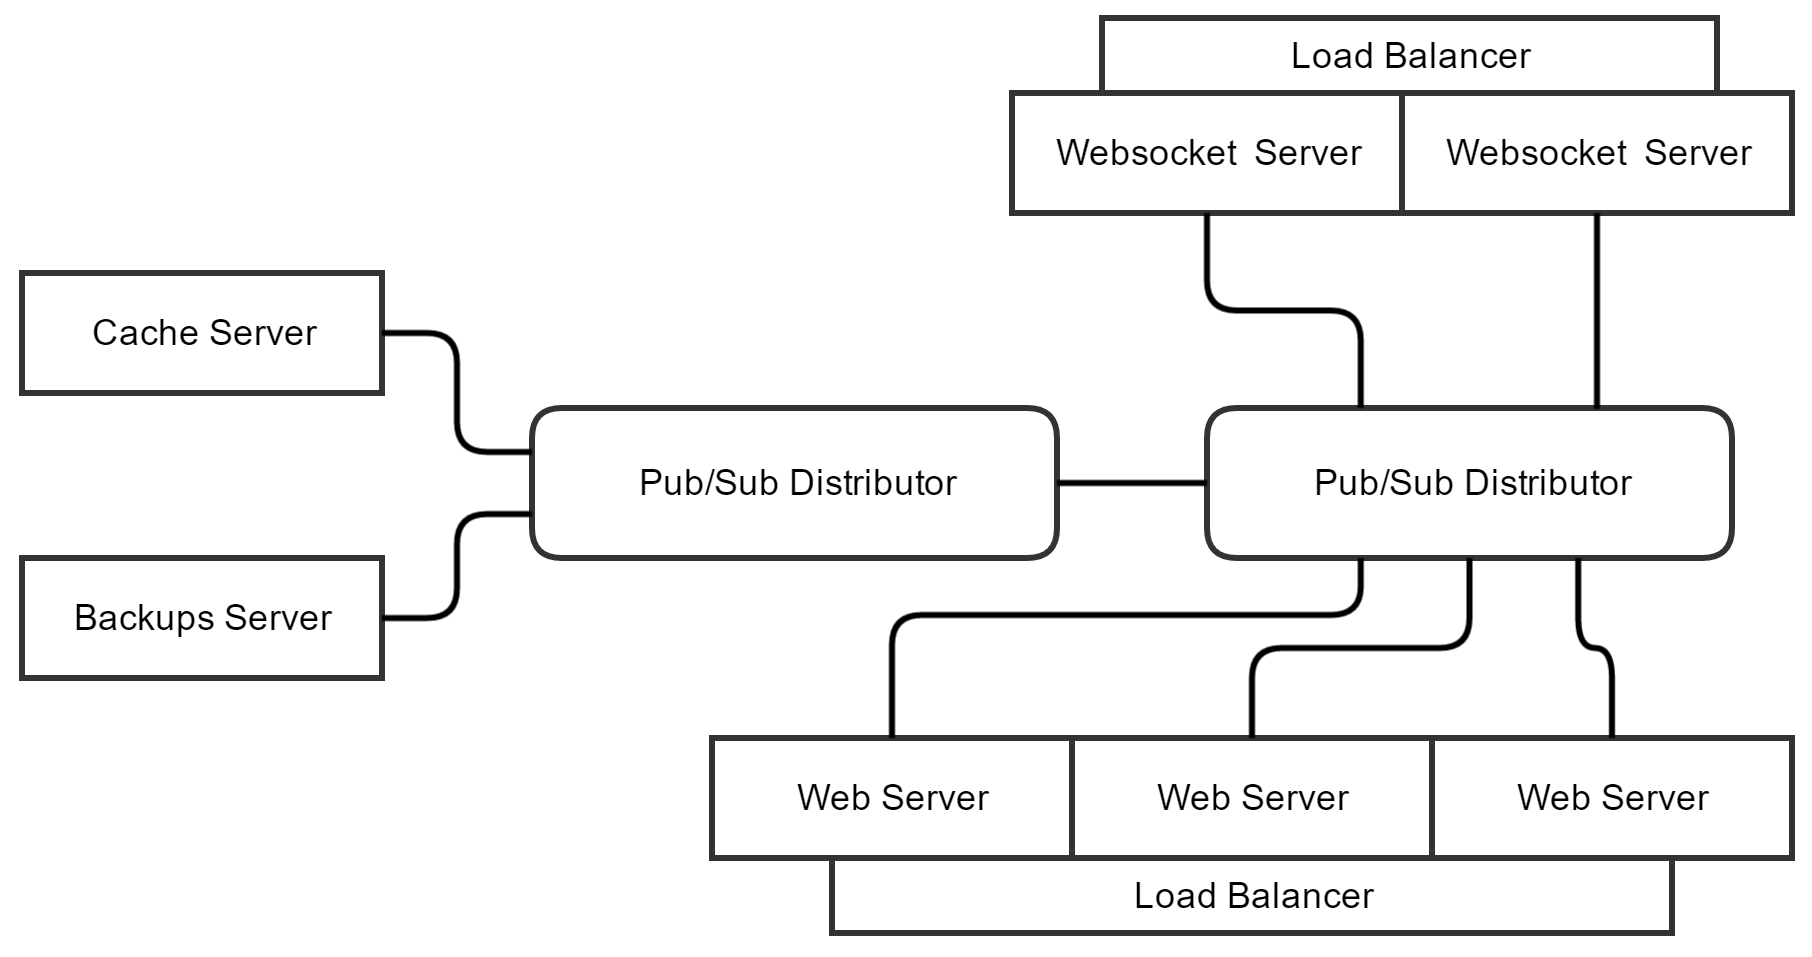 Load Balancer
Websocket Server
Websocket Server
Cache Server
Pub/Sub Distributor
Pub/Sub Distributor
Backups Server
Web Server
Web Server
Web Server
Load Balancer